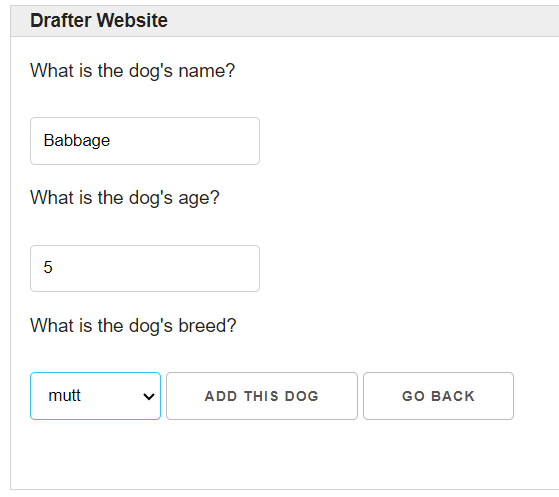 Drafter Website
What is the dog's name?
Babbage
What is the dog's age?
5
What is the dog's breed?
mutt ADD THIS DOG GO BACK